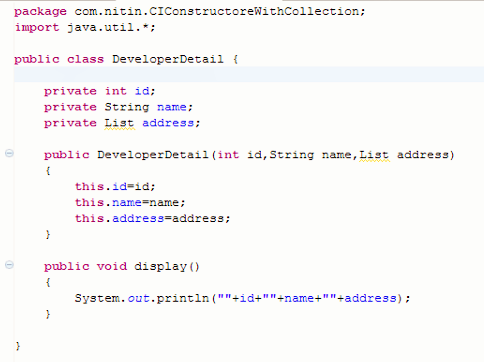 package com.nitin.CIConstructoreWithCollection;
import java.util.*;
public class DeveloperDetail {
private int id;
private String name;
private List address;
public DeveloperDetail(int id,String name,List address)
{
this.id=id;
this.name=name;
this.address=address;
}
public void display()
{
System.out.println(""+id+""+name+""+address);
}
}